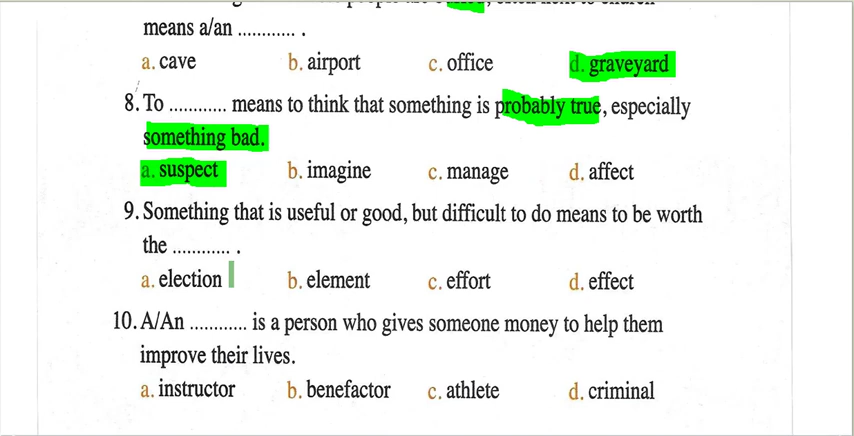 means a/an ............ .
a. cave b. airport c. office d. graveyard
8. To ............ means to think that something is probably true, especially
something bad.
a. suspect b. imagine c. manage d. affect
9. Something that is useful or good, but difficult to do means to be worth
the ............ .
a. election b. element c. effort d. effect
10. A/An ............ is a person who gives someone money to help them
improve their lives.
a. instructor b. benefactor c. athlete d. criminal